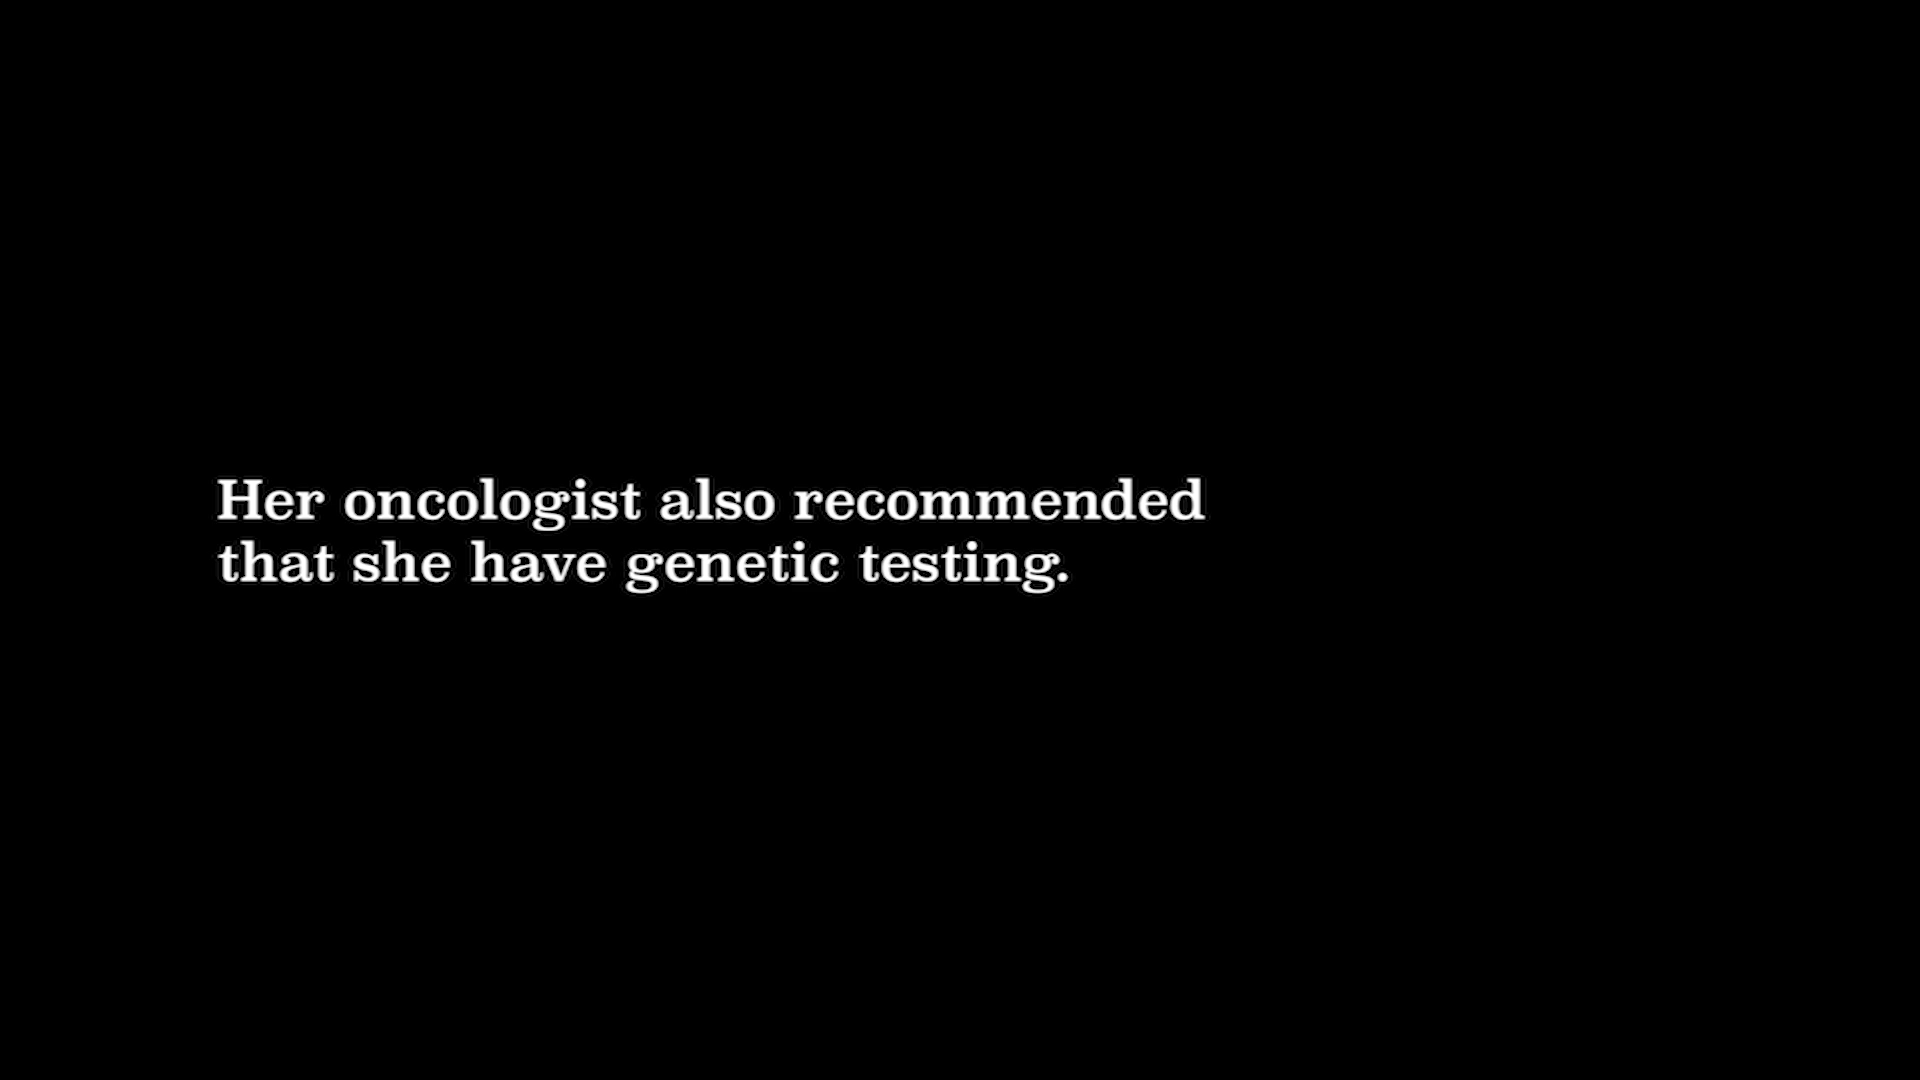 Her oncologist also recommended
that she have genetic testing.